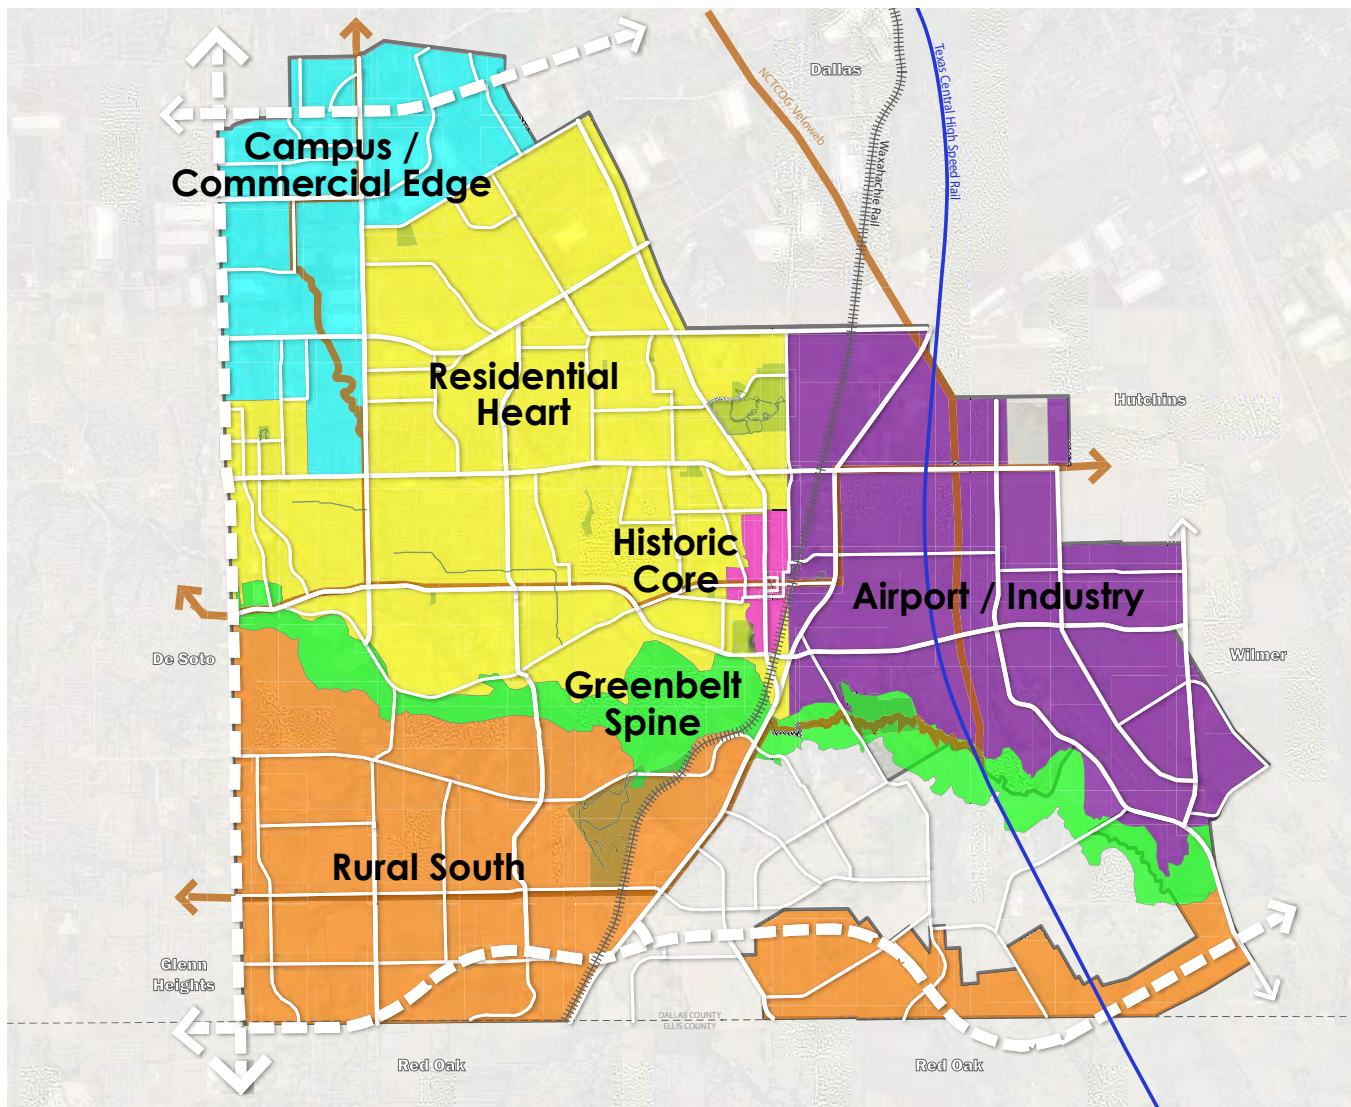 Dallas
NCTCOG Veloweb
Waxahachie Rail
Texas Central High Speed Rail
Campus /
Commercial Edge
Residential
Heart
Hutchins
Historic
Core
Airport / Industry
De Soto
Wilmer
Greenbelt
Spine
Rural South
Glenn
Heights
DALLAS COUNTY
ELLIS COUNTY
Red Oak
Red Oak